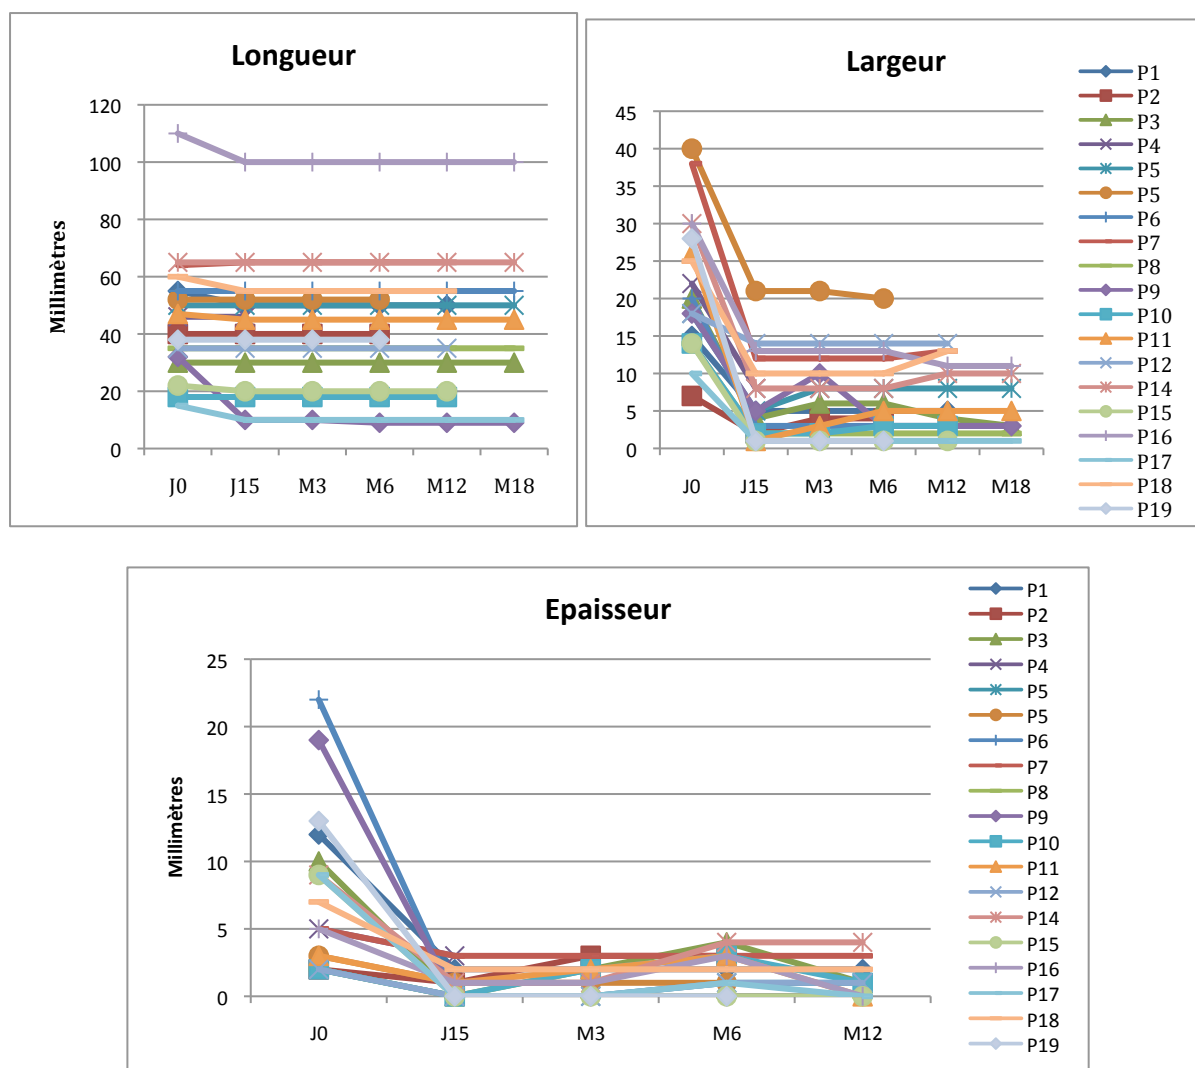 Longueur
Millimètres
120
100
80
60
40
20
0
J0 J15 M3 M6 M12 M18
Largeur
45
40
35
30
25
20
15
10
5
0
J0 J15 M3 M6 M12 M18
P1
P2
P3
P4
P5
P5
P6
P7
P8
P9
P10
P11
P12
P14
P15
P16
P17
P18
P19
Epaisseur
Millimètres
25
20
15
10
5
0
J0 J15 M3 M6 M12
P1
P2
P3
P4
P5
P5
P6
P7
P8
P9
P10
P11
P12
P14
P15
P16
P17
P18
P19